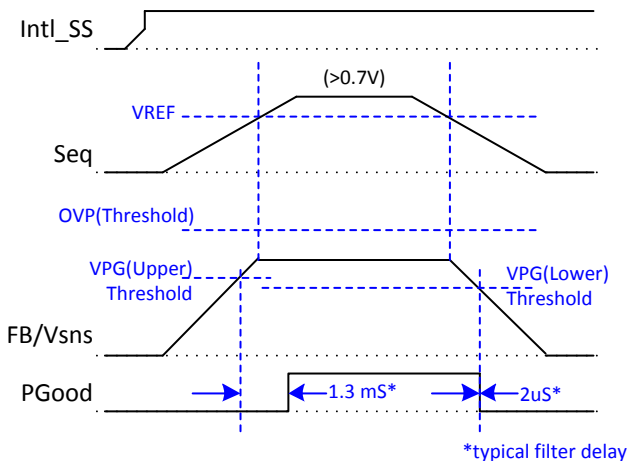 Intl_SS
(>0.7V)
VREF
Seq
OVP(Threshold)
VPG(Upper)
Threshold
VPG(Lower)
Threshold
FB/Vsns
PGood
1.3 mS*
2uS*
*typical filter delay